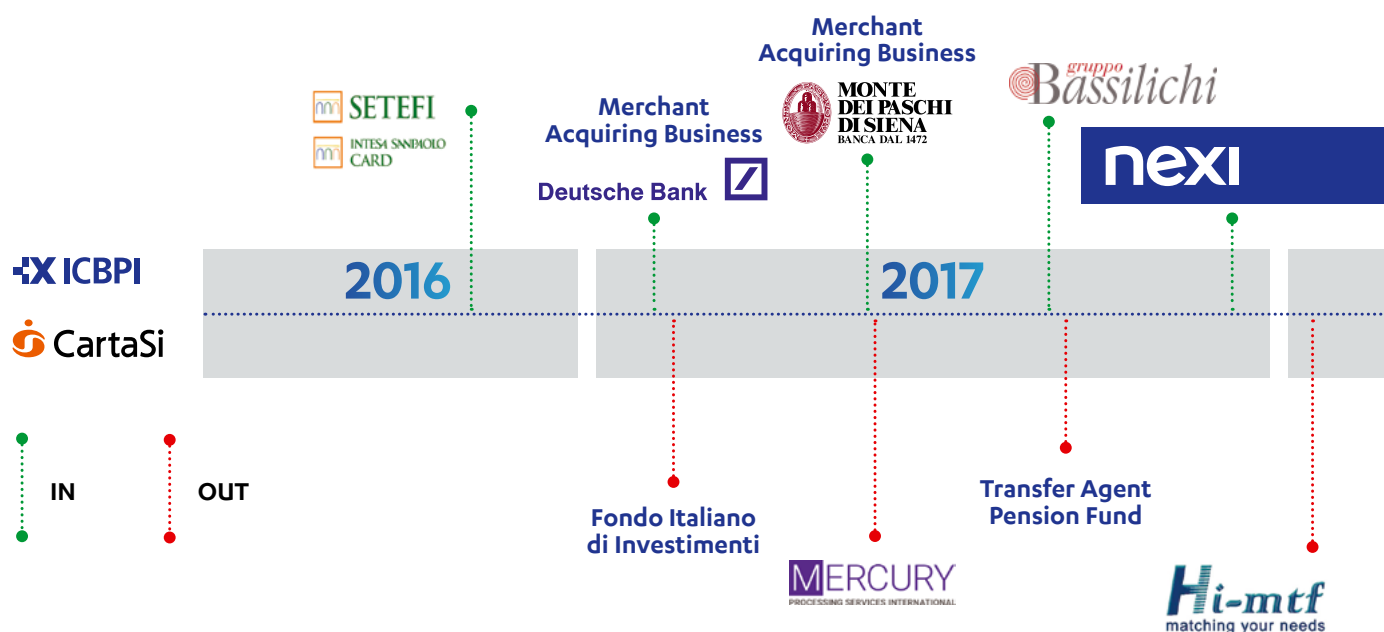 Merchant
Acquiring Business
MONTE
DEI PASCHI
DI SIENA
BANCA DAL 1472
gruppo
Bassilichi
SETEFI
INTESA SANPAOLO
CARD
Merchant
Acquiring Business
Deutsche Bank
nexi
ICBPI
CartaSi
2016
2017
IN
OUT
Fondo Italiano
di Investimenti
MERCURY
PROCESSING SERVICES INTERNATIONAL
Transfer Agent
Pension Fund
Hi-mtf
matching your needs